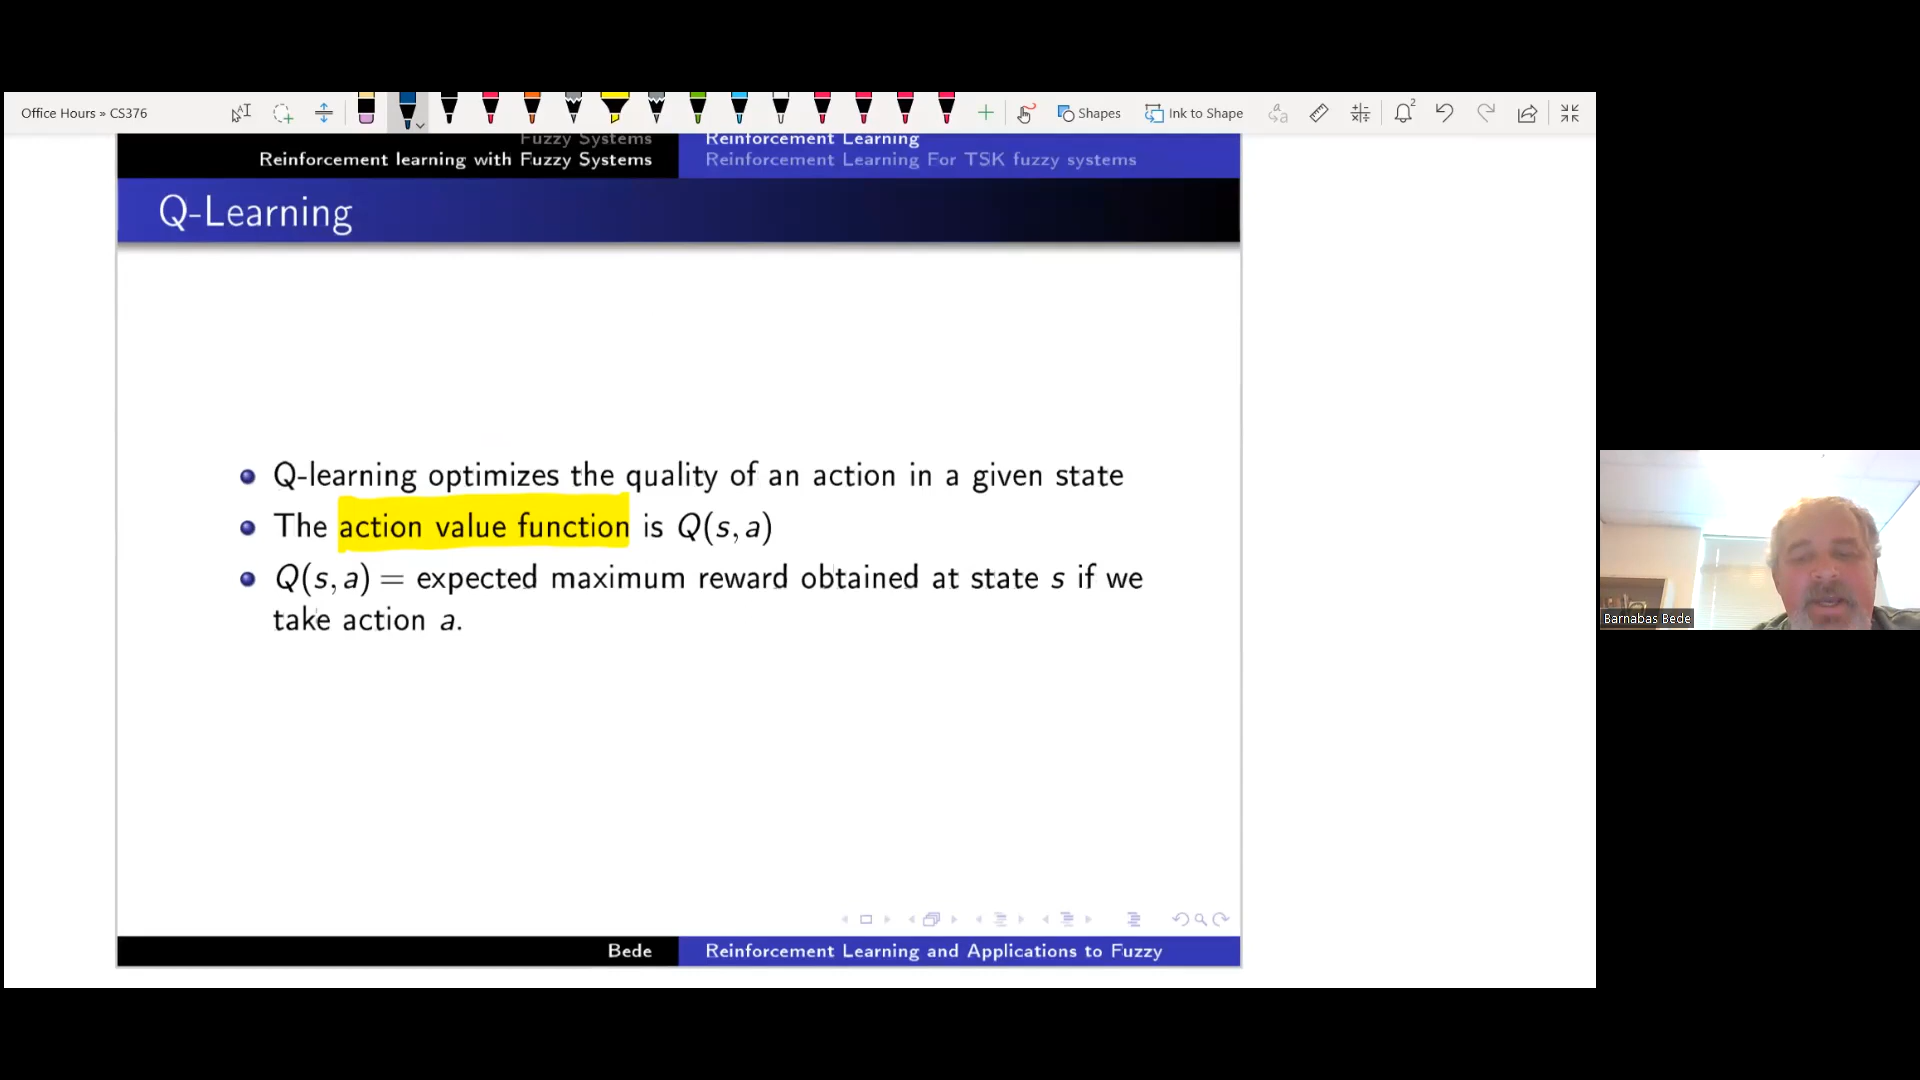 Office Hours » CS376
Shapes
Ink to Shape
Fuzzy Systems
Reinforcement learning with Fuzzy Systems
Reinforcement Learning
Reinforcement Learning For TSK fuzzy systems
Q-Learning
Q-learning optimizes the quality of an action in a given state
The action value function is Q(s, a)
Q(s, a) = expected maximum reward obtained at state s if we
take action a.
Barnabas Bede
Bede
Reinforcement Learning and Applications to Fuzzy